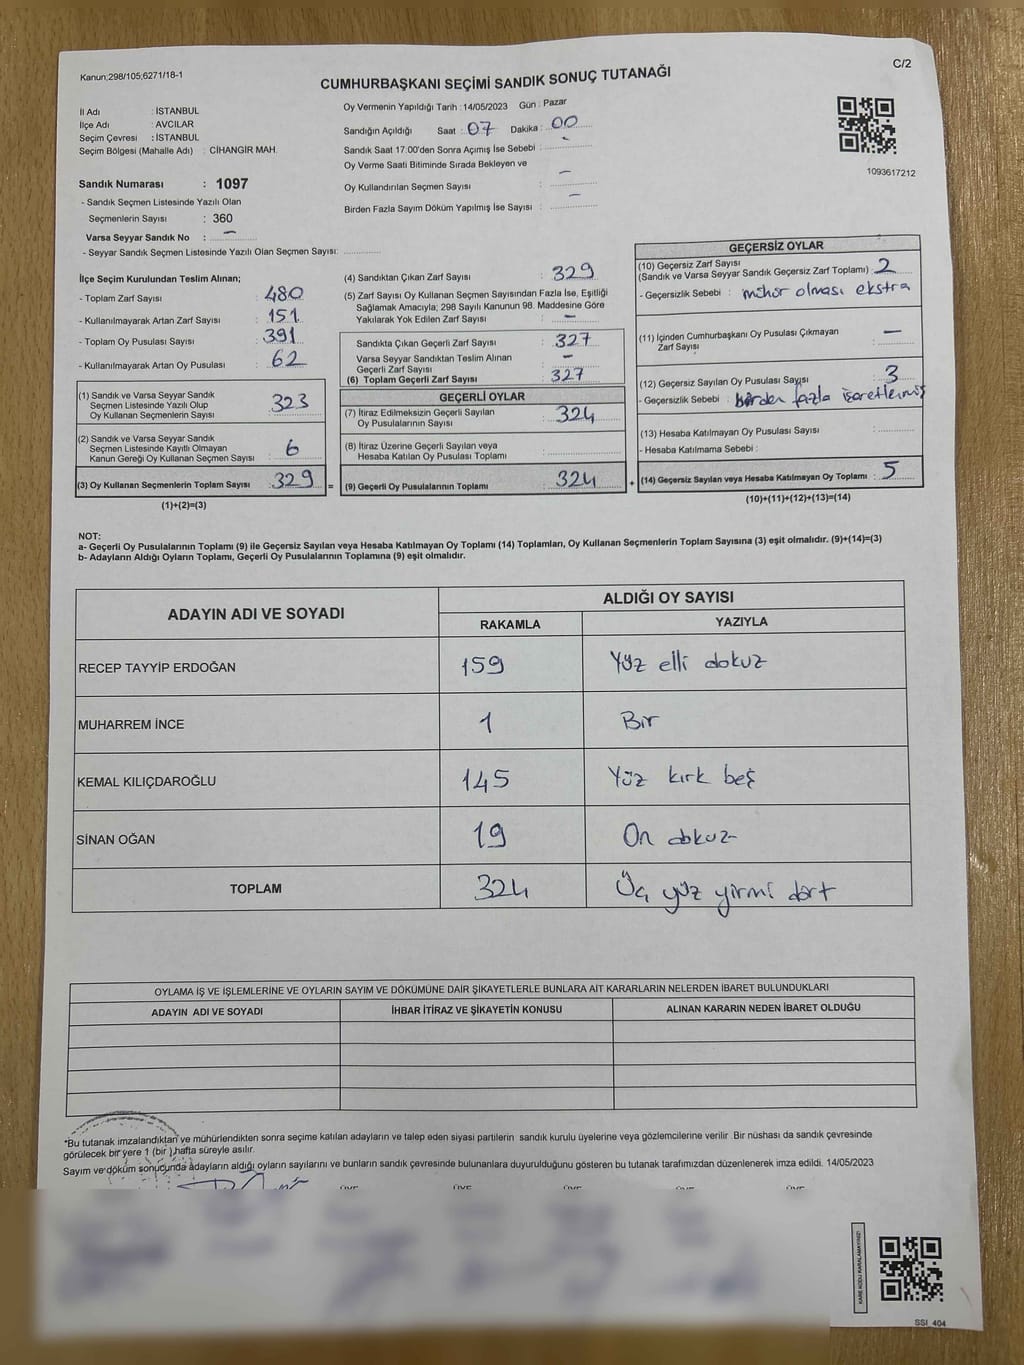 Kanun;298/105;6271/18-1
C/2
CUMHURBAŞKANI SEÇİMİ SANDIK SONUÇ TUTANAĞI
İl Adı : İSTANBUL
İlçe Adı : AVCILAR
Seçim Çevresi : İSTANBUL
Seçim Bölgesi (Mahalle Adı) : CİHANGİR MAH.
Sandık Numarası : 1097
- Sandık Seçmen Listesinde Yazılı Olan
Seçmenlerin Sayısı : 360
Varsa Seyyar Sandık No : –
- Seyyar Sandık Seçmen Listesinde Yazılı Olan Seçmen Sayısı:
Oy Vermenin Yapıldığı Tarih : 14/05/2023 Gün : Pazar
Sandığın Açıldığı Saat : 07 Dakika : 00
Sandık Saat 17:00'den Sonra Açımış İse Sebebi : -
Oy Verme Saati Bitiminde Sırada Bekleyen ve
Oy Kullandırılan Seçmen Sayısı : –
Birden Fazla Sayım Döküm Yapılmış İse Sayısı : –
1093617212
İlçe Seçim Kurulundan Teslim Alınan;
- Toplam Zarf Sayısı : 480
- Kullanılmayarak Artan Zarf Sayısı : 151
- Toplam Oy Pusulası Sayısı : 391
- Kullanılmayarak Artan Oy Pusulası : 62
(1) Sandık ve Varsa Seyyar Sandık
Seçmen Listesinde Yazılı Olup
Oy Kullanan Seçmenlerin Sayısı : 323
(2) Sandık ve Varsa Seyyar Sandık
Seçmen Listesinde Kayıtlı Olmayan
Kanun Gereği Oy Kullanan Seçmen Sayısı : 6
(3) Oy Kullanan Seçmenlerin Toplam Sayısı : 329 =
(1)+(2)=(3)
(4) Sandıktan Çıkan Zarf Sayısı : 329
(5) Zarf Sayısı Oy Kullanan Seçmen Sayısından Fazla İse, Eşitliği
Sağlamak Amacıyla; 298 Sayılı Kanunun 98. Maddesine Göre
Yakılarak Yok Edilen Zarf Sayısı : –
Sandıkta Çıkan Geçerli Zarf Sayısı : 327
Varsa Seyyar Sandıktan Teslim Alınan
Geçerli Zarf Sayısı : –
(6) Toplam Geçerli Zarf Sayısı : 327
GEÇERLİ OYLAR
(7) İtiraz Edilmeksizin Geçerli Sayılan
Oy Pusulalarının Sayısı : 324
(8) İtiraz Üzerine Geçerli Sayılan veya
Hesaba Katılan Oy Pusulası Toplamı :
(9) Geçerli Oy Pusulalarının Toplamı : 324 +
GEÇERSİZ OYLAR
(10) Geçersiz Zarf Sayısı
(Sandık ve Varsa Seyyar Sandık Geçersiz Zarf Toplamı) : 2
- Geçersizlik Sebebi : mühür olması ekstra
(11) İçinden Cumhurbaşkanı Oy Pusulası Çıkmayan
Zarf Sayısı : –
(12) Geçersiz Sayılan Oy Pusulası Sayısı : 3
- Geçersizlik Sebebi : birden fazla işaretlenmiş
(13) Hesaba Katılmayan Oy Pusulası Sayısı :
- Hesaba Katılmama Sebebi :
(14) Geçersiz Sayılan veya Hesaba Katılmayan Oy Toplamı : 5
(10)+(11)+(12)+(13)=(14)
NOT:
a- Geçerli Oy Pusulalarının Toplamı (9) ile Geçersiz Sayılan veya Hesaba Katılmayan Oy Toplamı (14) Toplamları, Oy Kullanan Seçmenlerin Toplam Sayısına (3) eşit olmalıdır. (9)+(14)=(3)
b- Adayların Aldığı Oyların Toplamı, Geçerli Oy Pusulalarının Toplamına (9) eşit olmalıdır.
ADAYIN ADI VE SOYADI
ALDIĞI OY SAYISI
RAKAMLA YAZIYLA
RECEP TAYYİP ERDOĞAN 159 Yüz elli dokuz
MUHARREM İNCE 1 Bir
KEMAL KILIÇDAROĞLU 145 Yüz kırk beş
SİNAN OĞAN 19 On dokuz
TOPLAM 324 Üç yüz yirmi dört
OYLAMA İŞ VE İŞLEMLERİNE VE OYLARIN SAYIM VE DÖKÜMÜNE DAİR ŞİKAYETLERLE BUNLARA AİT KARARLARIN NELERDEN İBARET BULUNDUKLARI
ADAYIN ADI VE SOYADI İHBAR İTİRAZ VE ŞİKAYETİN KONUSU ALINAN KARARIN NEDEN İBARET OLDUĞU
*Bu tutanak imzalandıktan ve mühürlendikten sonra seçime katılan adayların ve talep eden siyasi partilerin sandık kurulu üyelerine veya gözlemcilerine verilir .Bir nüshası da sandık çevresinde
görülecek bir yere 1 (bir ) hafta süreyle asılır.
Sayım ve döküm sonucunda adayların aldığı oyların sayılarını ve bunların sandık çevresinde bulunanlara duyurulduğunu gösteren bu tutanak tarafımızdan düzenlenerek imza edildi. 14/05/2023
KARE KODU KARALAMAYINIZ!
SSI_404